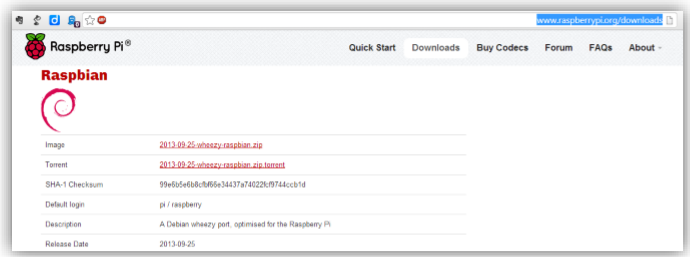 www.raspberrypi.org/downloads
Raspberry Pi®
Quick Start Downloads Buy Codecs Forum FAQs About
Raspbian
Image 2013-09-25-wheezy-raspbian.zip
Torrent 2013-09-25-wheezy-raspbian.zip.torrent
SHA-1 Checksum 99e6b5e6b8cfbf66e34437a74022fcf9744ccb1d
Default login pi / raspberry
Description A Debian wheezy port, optimised for the Raspberry Pi
Release Date 2013-09-25